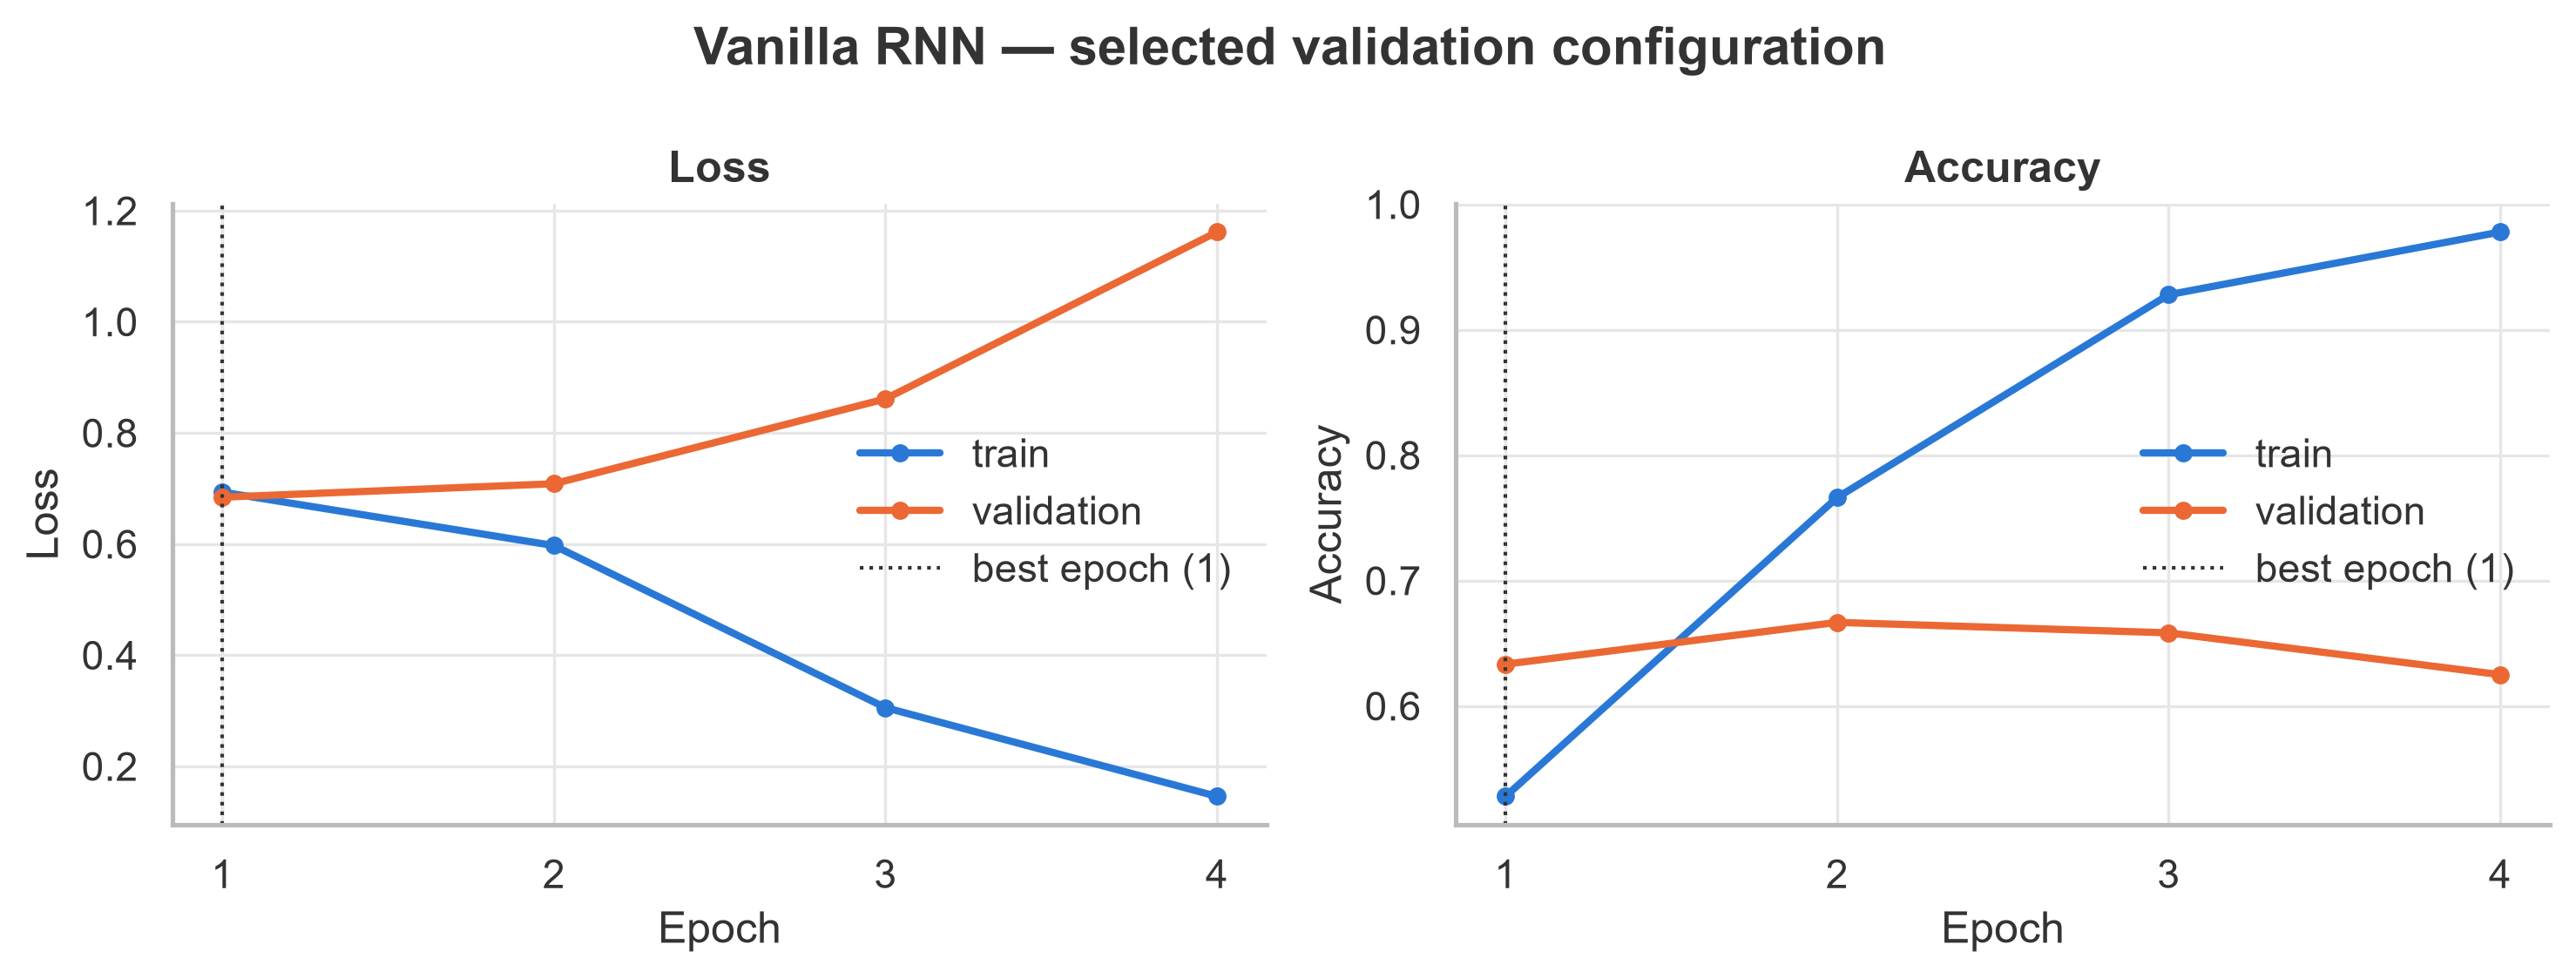 Vanilla RNN — selected validation configuration
Loss
1.2
1.0
0.8
0.6
0.4
0.2
Loss
train
validation
best epoch (1)
1 2 3 4
Epoch
Accuracy
1.0
0.9
0.8
0.7
0.6
Accuracy
train
validation
best epoch (1)
1 2 3 4
Epoch